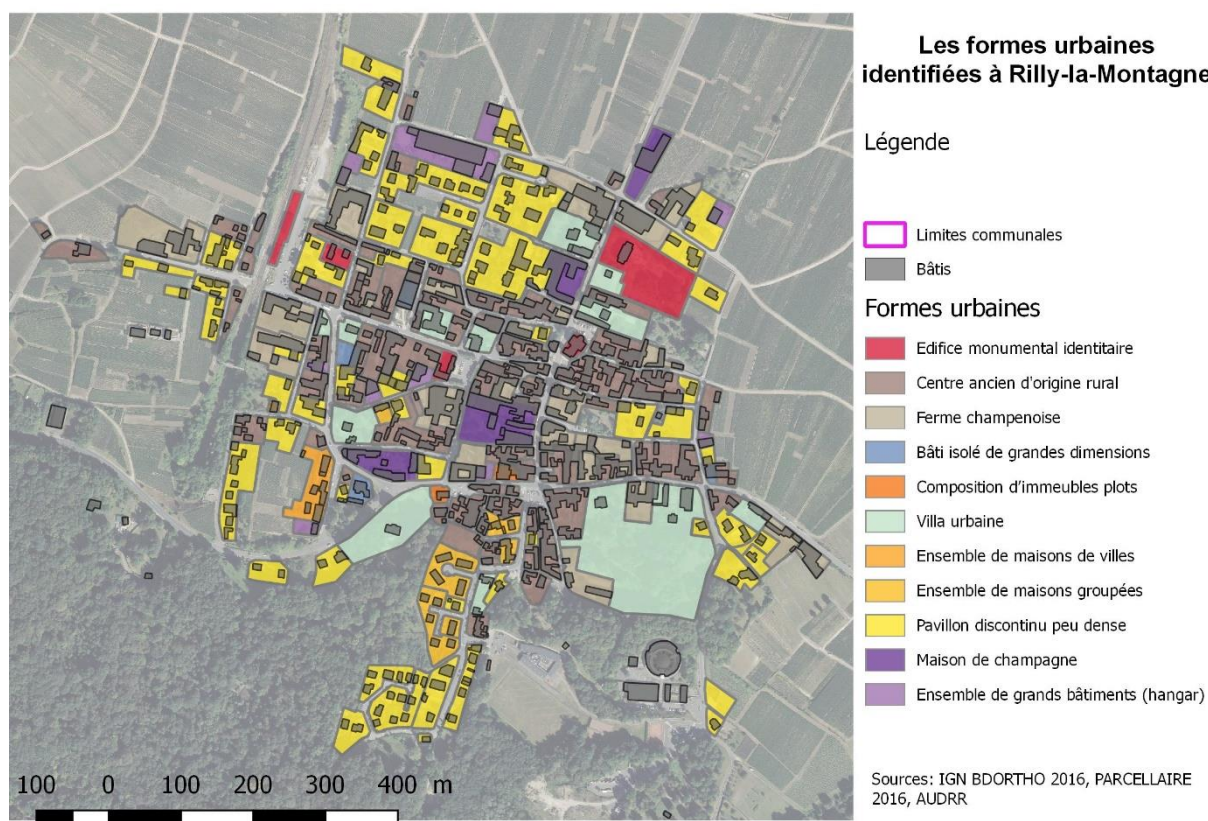 Les formes urbaines
identifiées à Rilly-la-Montagne
Légende
Limites communales
Bâtis
Formes urbaines
Edifice monumental identitaire
Centre ancien d'origine rural
Ferme champenoise
Bâti isolé de grandes dimensions
Composition d'immeubles plots
Villa urbaine
Ensemble de maisons de villes
Ensemble de maisons groupées
Pavillon discontinu peu dense
Maison de champagne
Ensemble de grands bâtiments (hangar)
100 0 100 200 300 400 m
Sources: IGN BDORTHO 2016, PARCELLAIRE
2016, AUDRR